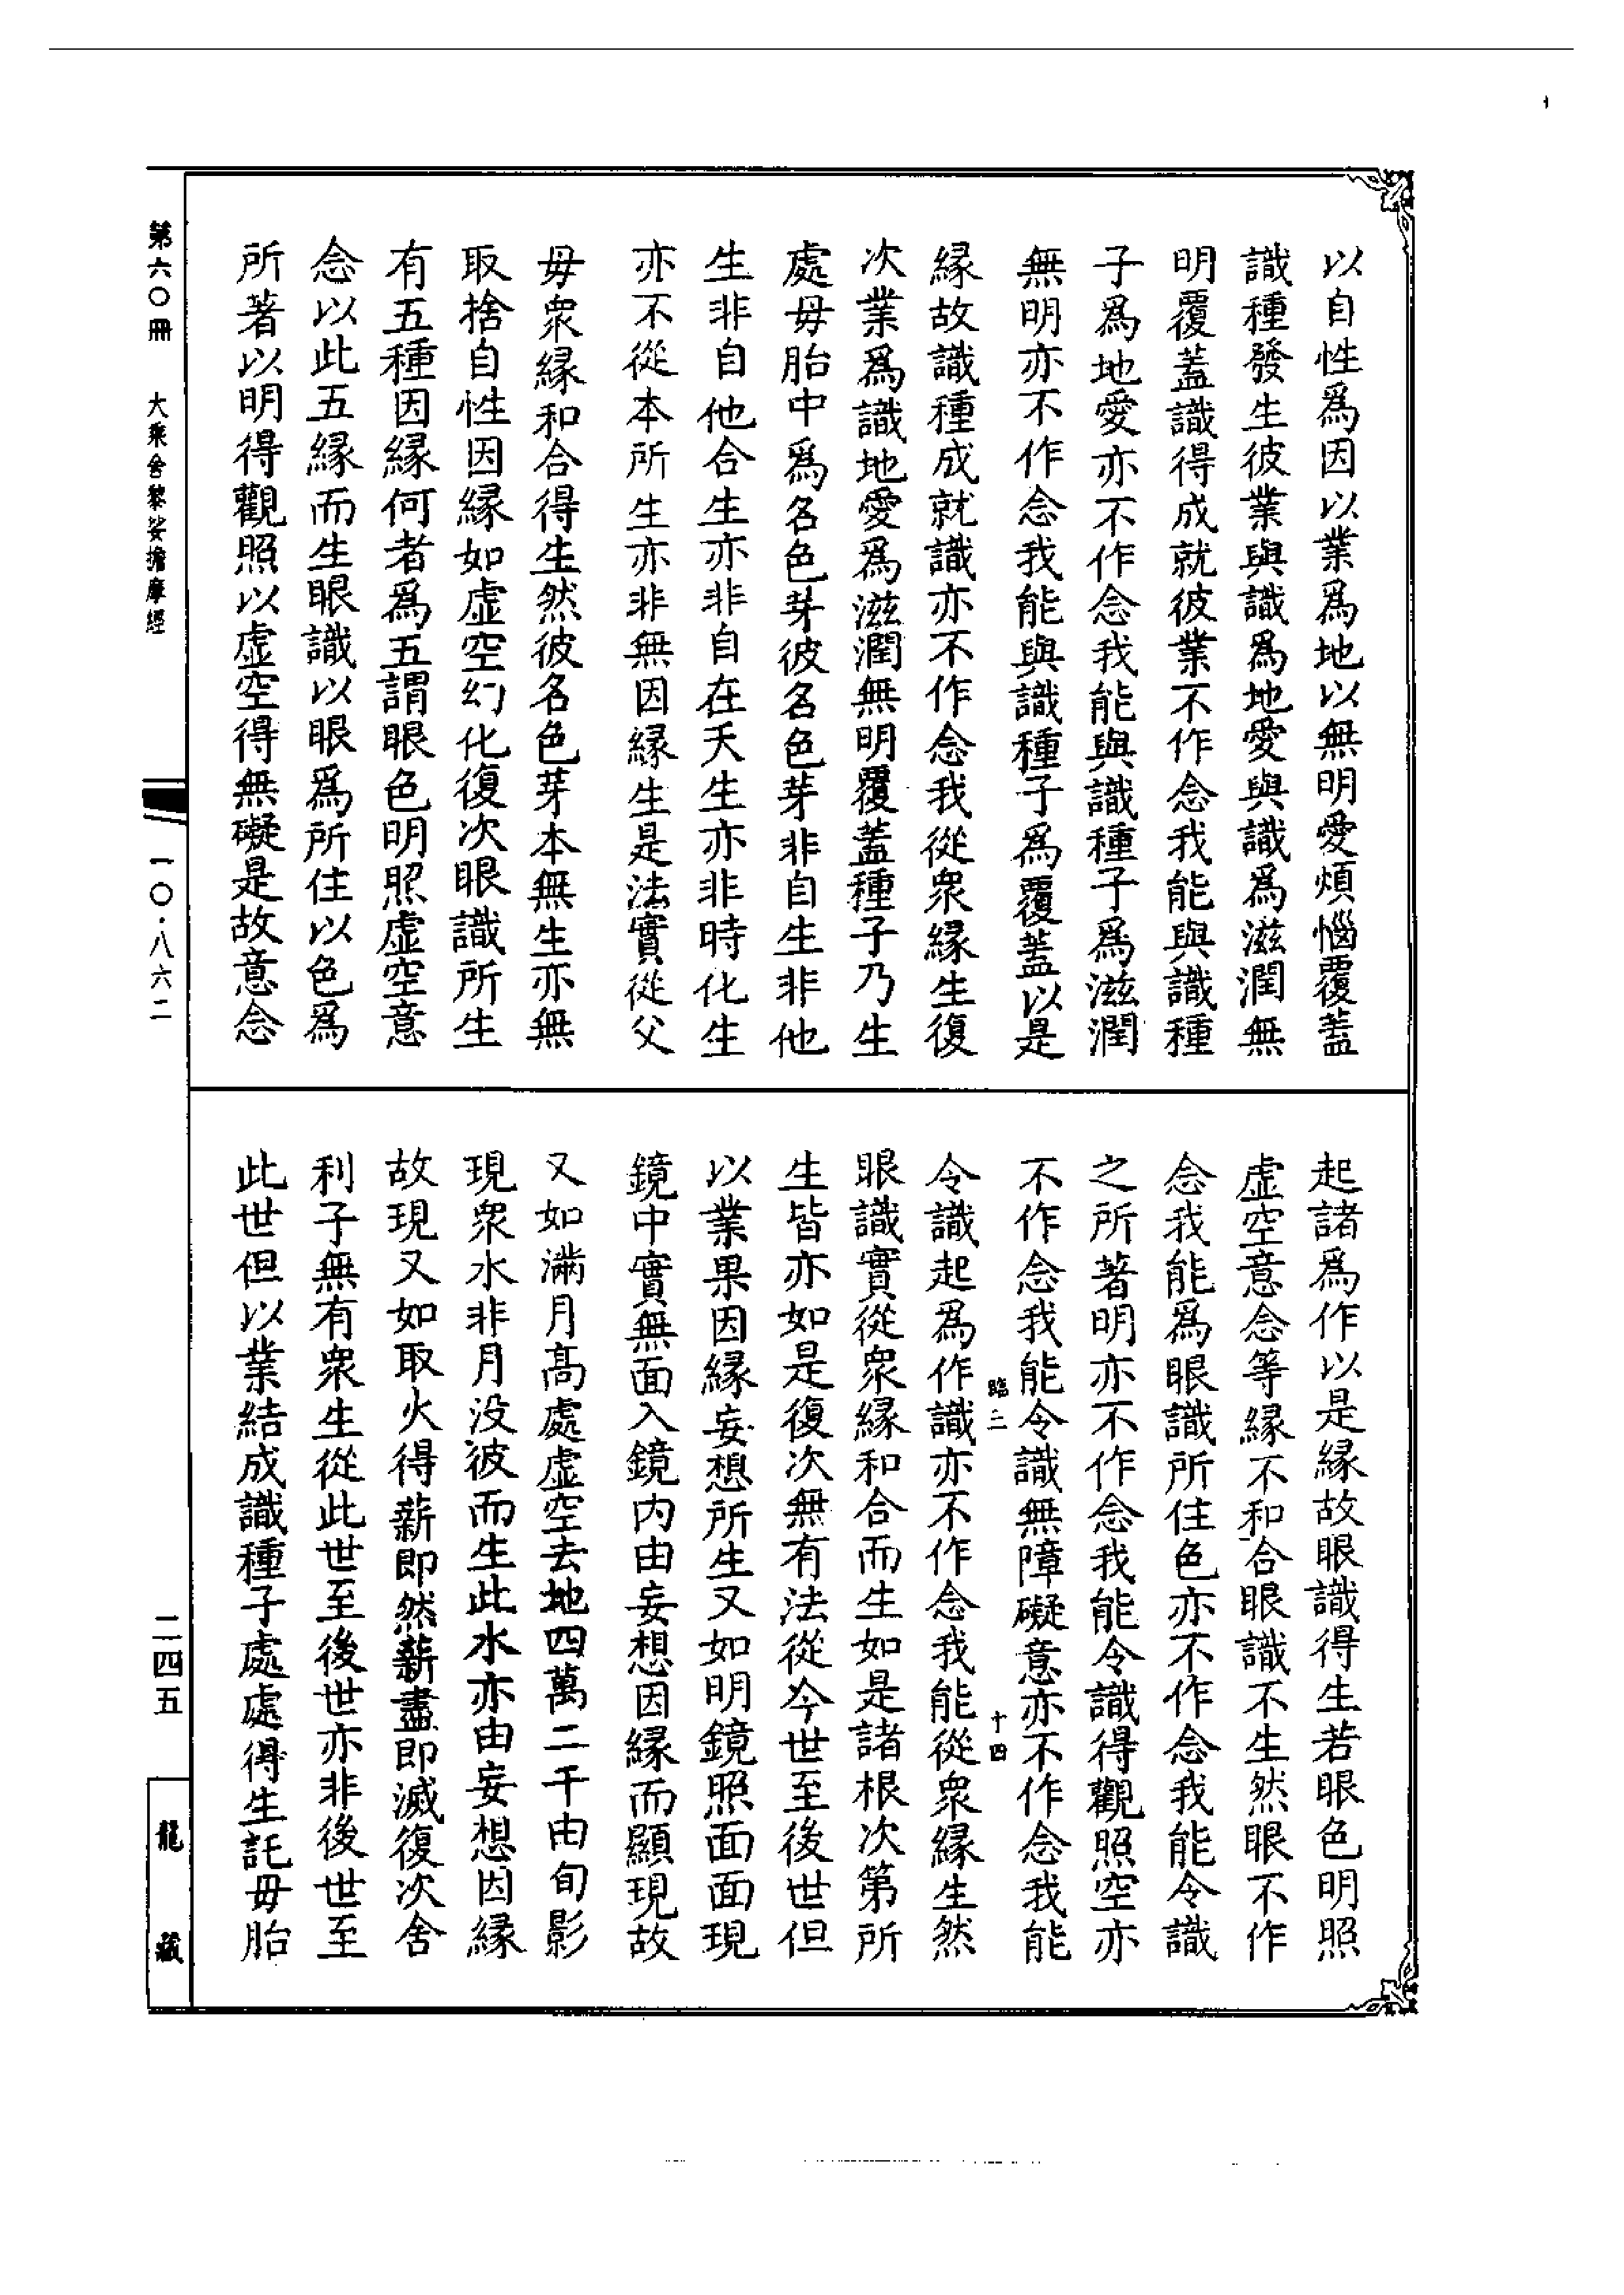 以自性爲因以業爲地以無明愛煩惱覆蓋
識種發生彼業與識爲地愛與識爲滋潤無
明覆蓋識得成就彼業不作念我能與識種
子爲地愛亦不作念我能與識種子爲滋潤
無明亦不作念我能與識種子爲覆蓋以是
緣故識種成就識亦不作念我從衆緣生復
次業爲識地愛爲滋潤無明覆蓋種子乃生
處母胎中爲名色芽彼名色芽非自生非他
生非自他合生亦非自在天生亦非時化生
亦不從本所生亦非無因緣生是法實從父
母衆緣和合得生然彼名色芽本無生亦無
取捨自性因緣如虛空幻化復次眼識所生
有五種因緣何者爲五謂眼色明照虛空意
念以此五緣而生眼識以眼爲所住以色爲
所著以明得觀照以虛空得無礙是故意念
起諸爲作以是緣故眼識得生若眼色明照
虛空意念等緣不和合眼識不生然眼不作
念我能爲眼識所住色亦不作念我能令識
之所著明亦不作念我能令識得觀照空亦
不作念我能令識無障礙意亦不作念我能
臨二 十四
令識起爲作識亦不作念我能從衆緣生然
眼識實從衆緣和合而生如是諸根次第所
生皆亦如是復次無有法從今世至後世但
以業果因緣妄想所生又如明鏡照面面現
鏡中實無面入鏡內由妄想因緣而顯現故
又如滿月高處虛空去地四萬二千由旬影
現衆水非月没彼而生此水亦由妄想因緣
故現又如取火得薪即然薪盡即滅復次舍
利子無有衆生從此世至後世亦非後世至
此世但以業結成識種子處處得生託母胎
第六〇冊 大乘舍黎娑擔摩經 一〇·八六二 二四五 龍藏